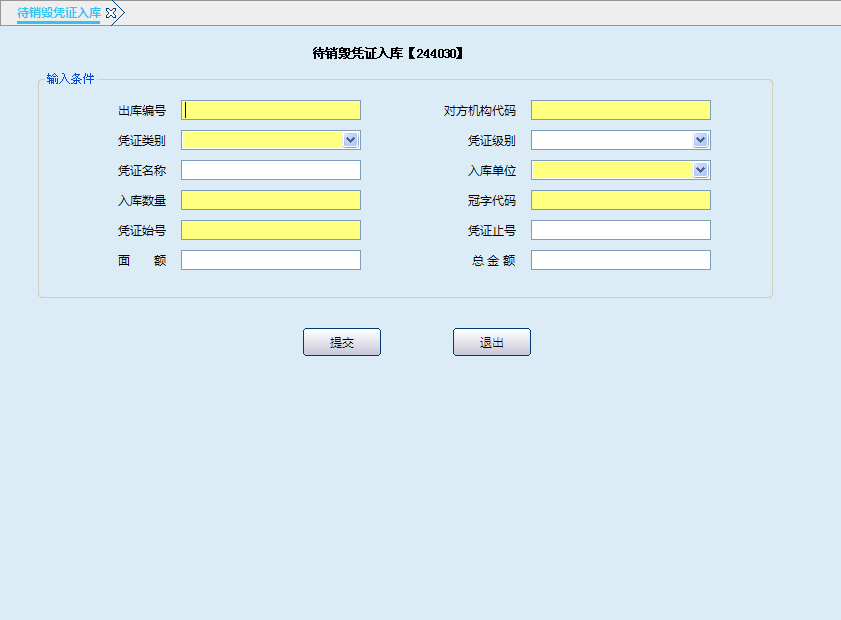 待销毁凭证入库
待销毁凭证入库【244030】
输入条件
出库编号 对方机构代码
凭证类别 凭证级别
凭证名称 入库单位
入库数量 冠字代码
凭证始号 凭证止号
面 额 总 金 额
提交 退出